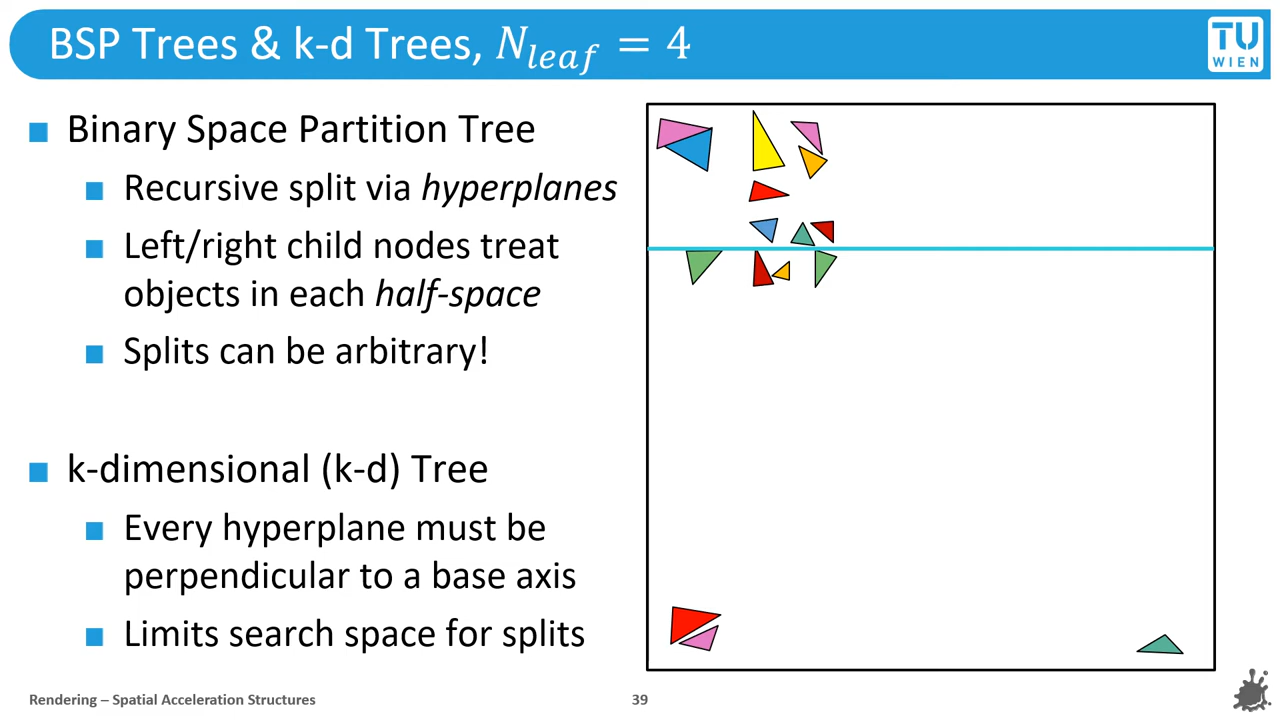 BSP Trees & k-d Trees, N_leaf = 4
TU
WIEN
Binary Space Partition Tree
Recursive split via hyperplanes
Left/right child nodes treat
objects in each half-space
Splits can be arbitrary!
k-dimensional (k-d) Tree
Every hyperplane must be
perpendicular to a base axis
Limits search space for splits
Rendering – Spatial Acceleration Structures
39